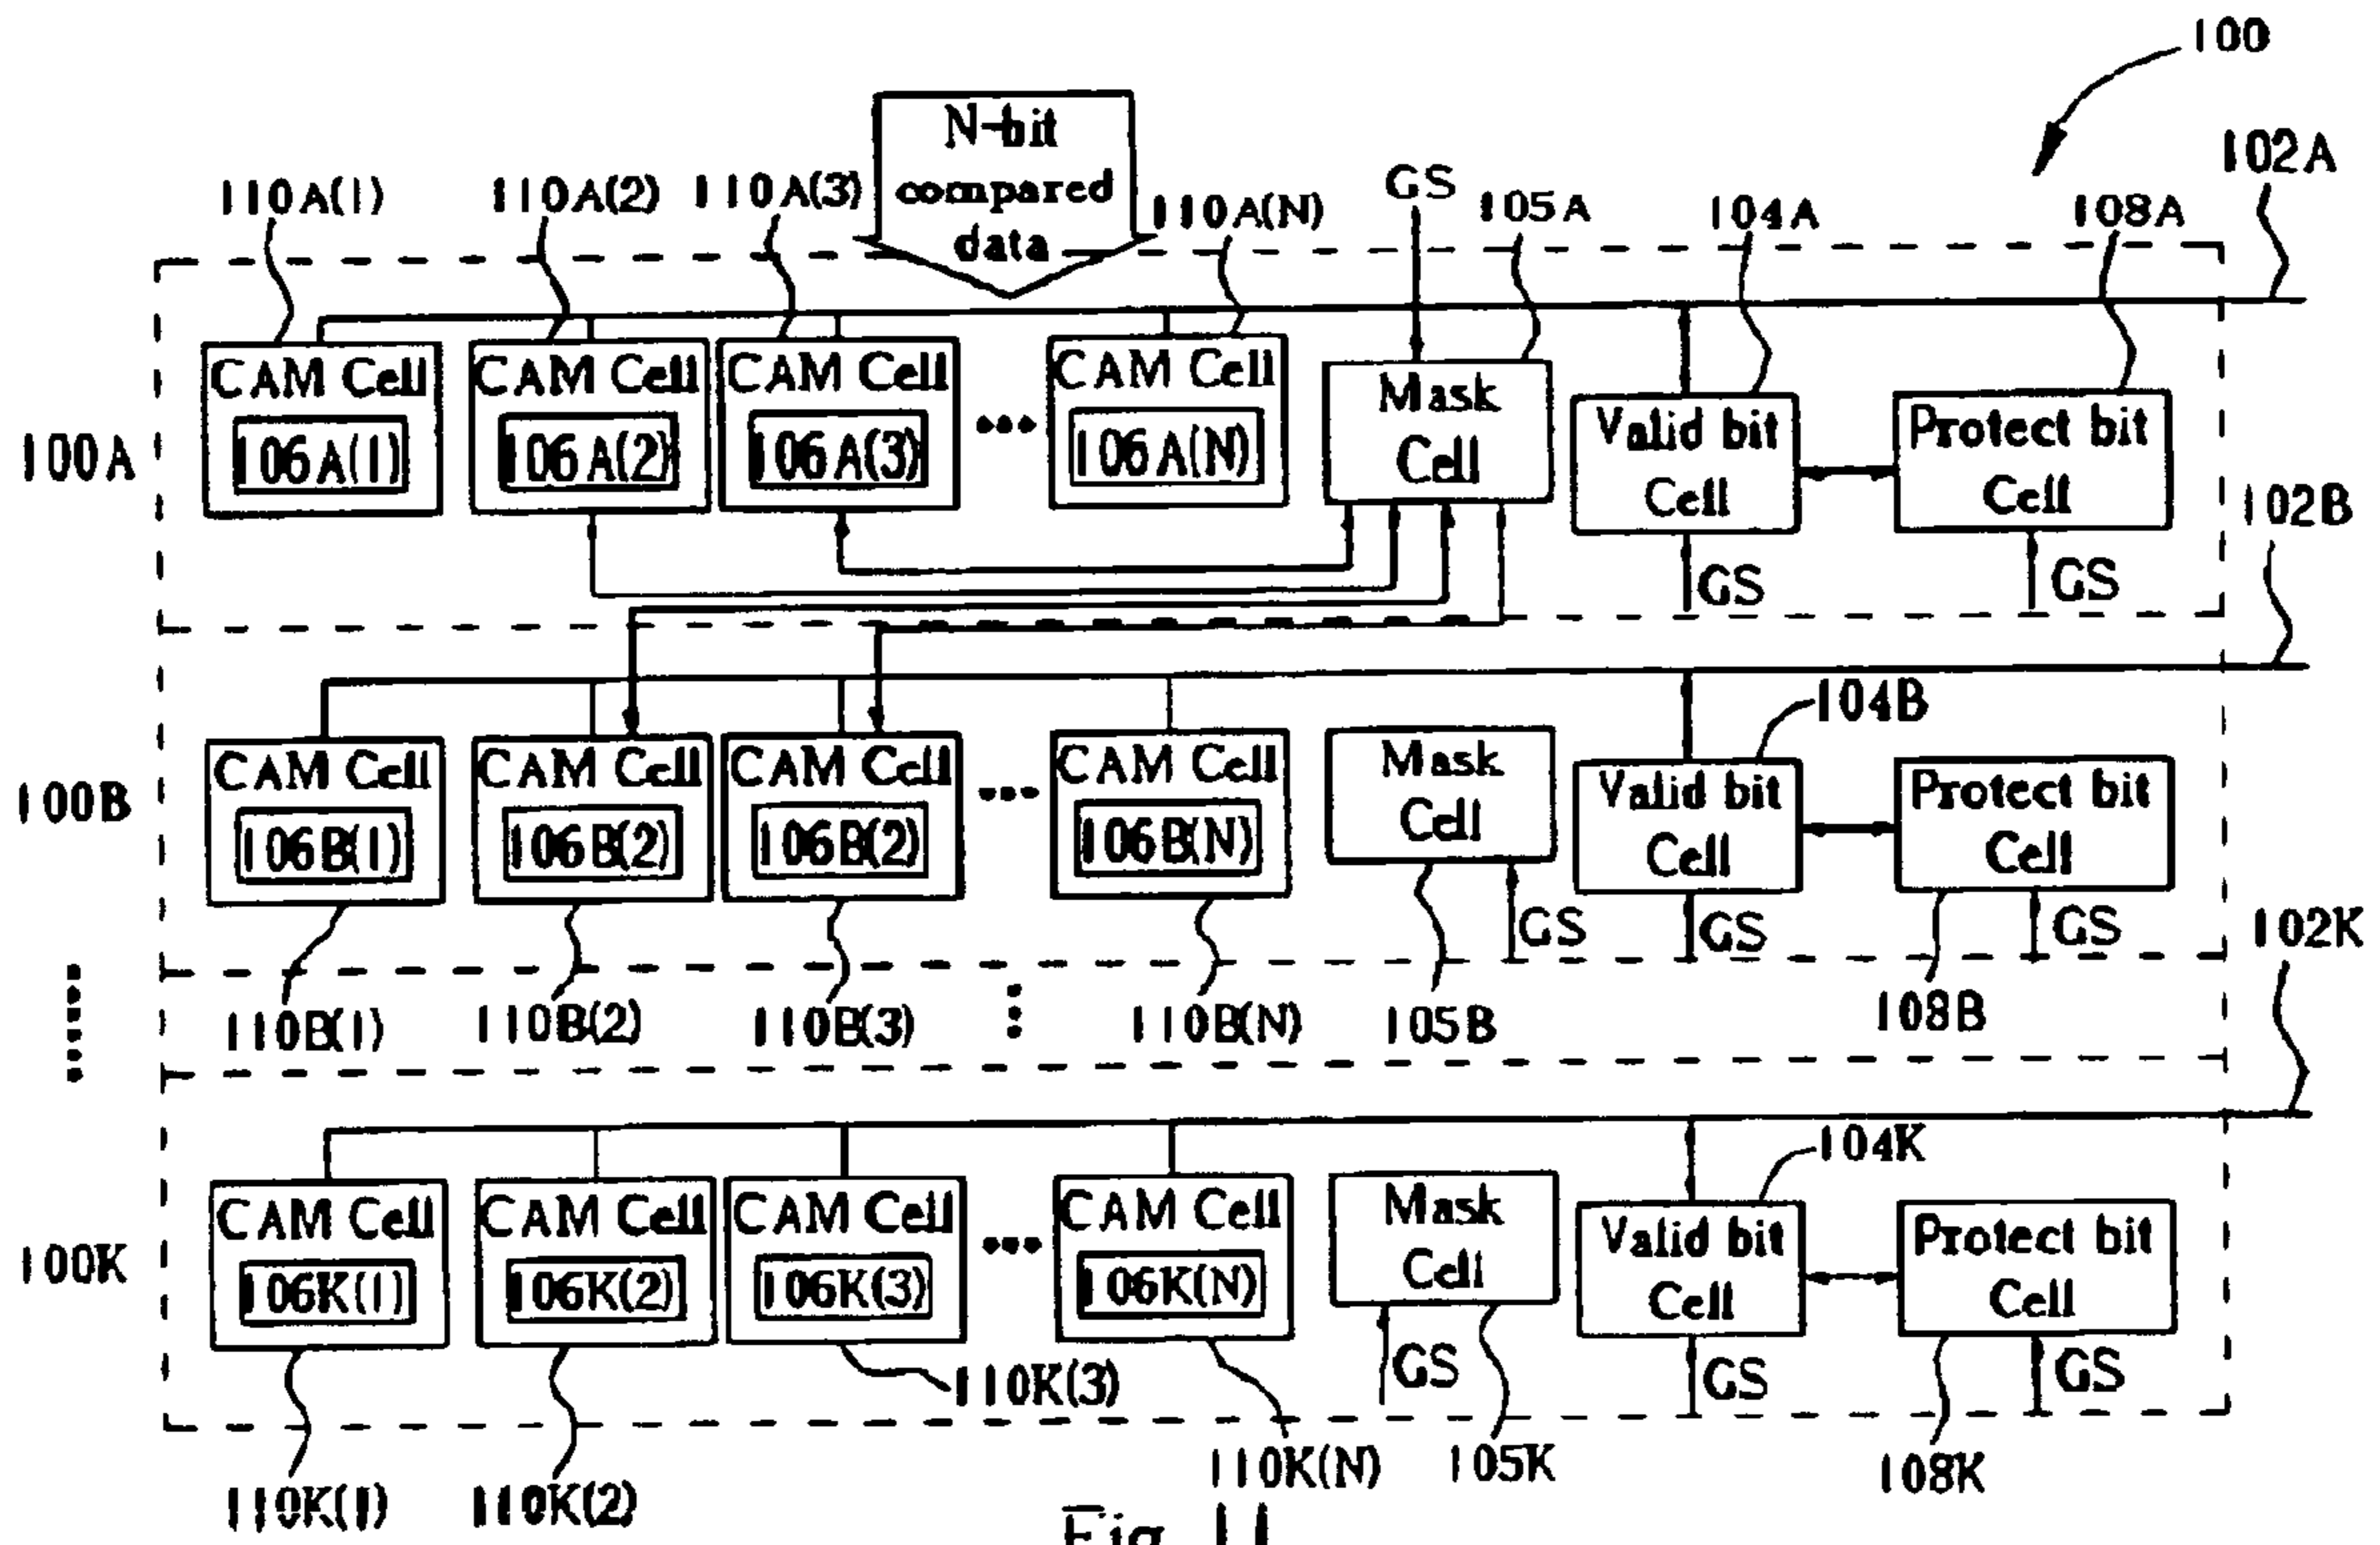 100
N-bit
compared
data
110A(1)
110A(2)
110A(3)
110A(N)
GS
105A
104A
108A
102A
100A
CAM Cell
106A(1)
CAM Cell
106A(2)
CAM Cell
106A(3)
•••
CAM Cell
106A(N)
Mask
Cell
Valid bit
Cell
Protect bit
Cell
GS
GS
102B
104B
100B
CAM Cell
106B(1)
CAM Cell
106B(2)
CAM Cell
106B(2)
•••
CAM Cell
106B(N)
Mask
Cell
Valid bit
Cell
Protect bit
Cell
GS
GS
GS
102K
110B(1)
110B(2)
110B(3)
110B(N)
105B
108B
104K
100K
CAM Cell
106K(1)
CAM Cell
106K(2)
CAM Cell
106K(3)
•••
CAM Cell
106K(N)
Mask
Cell
Valid bit
Cell
Protect bit
Cell
GS
GS
GS
110K(3)
110K(1)
110K(2)
110K(N)
105K
108K
Fig. 11